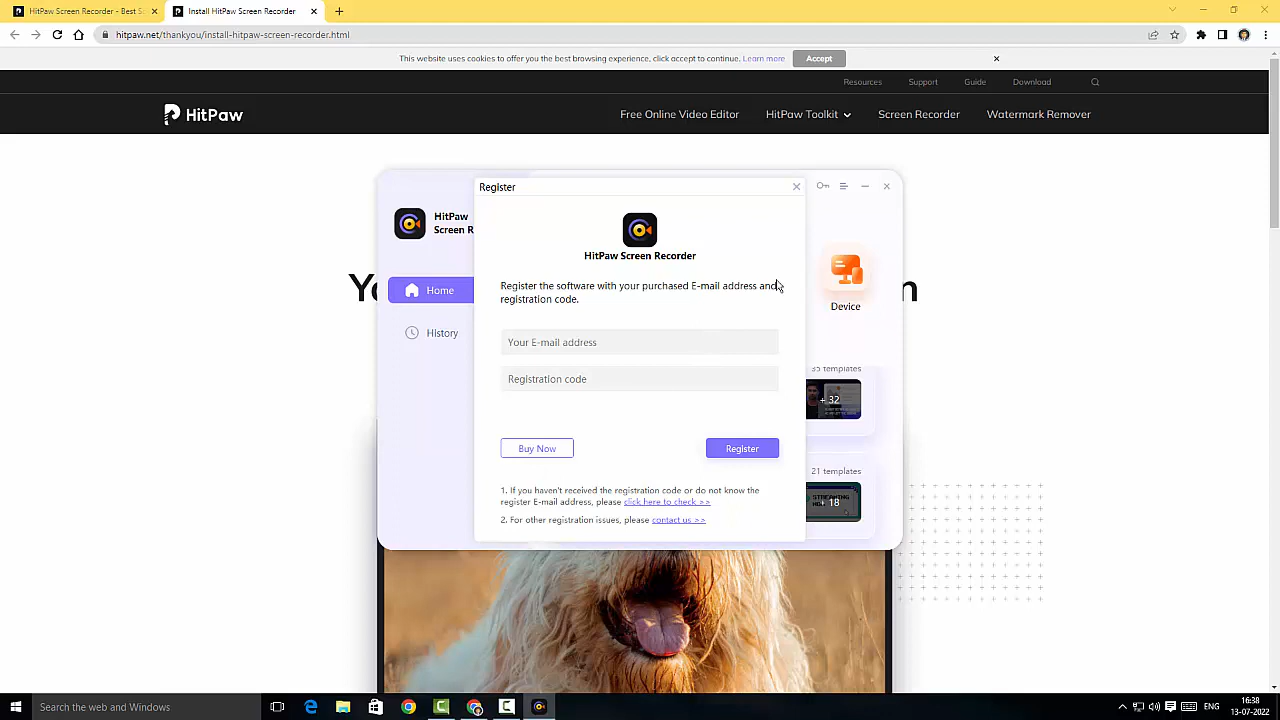 HitPaw Screen Recorder - Best Sc
Install HitPaw Screen Recorder
hitpaw.net/thankyou/install-hitpaw-screen-recorder.html
This website uses cookies to offer you the best browsing experience, click accept to continue. Learn more
Accept
Resources
Support
Guide
Download
HitPaw
Free Online Video Editor
HitPaw Toolkit
Screen Recorder
Watermark Remover
Register
HitPaw
Screen R
HitPaw Screen Recorder
Register the software with your purchased E-mail address and
registration code.
Home
History
Device
Your E-mail address
Registration code
35 templates
+ 32
Buy Now
Register
21 templates
+ 18
1. If you haven't received the registration code or do not know the
register E-mail address, please click here to check >>
2. For other registration issues, please contact us >>
Search the web and Windows
ENG
16:38
13-07-2022